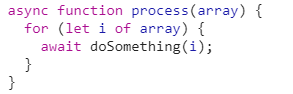 async function process(array) {
  for (let i of array) {
    await doSomething(i);
  }
}